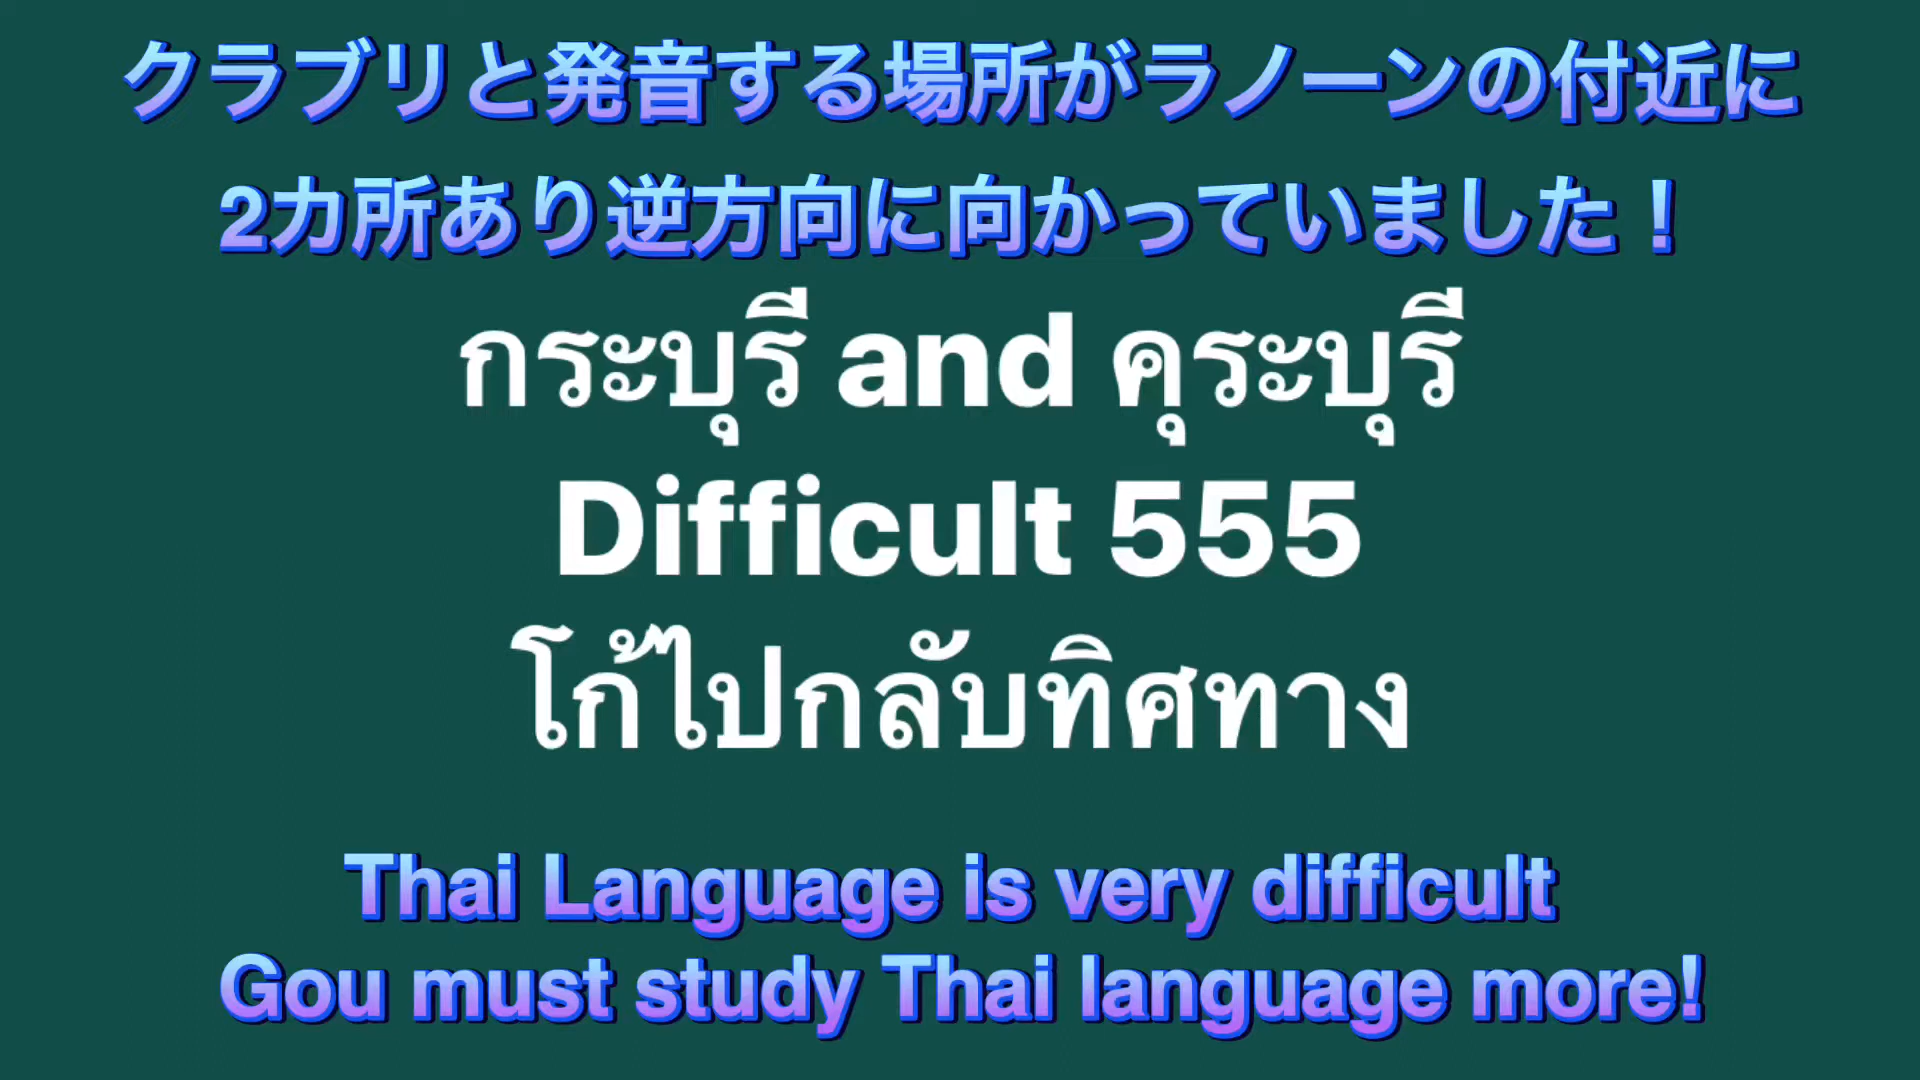 クラブリと発音する場所がラノーンの付近に
2カ所あり逆方向に向かっていました！
กระบุรี and คุระบุรี
Difficult 555
โก้ไปกลับทิศทาง
Thai Language is very difficult
Gou must study Thai language more!